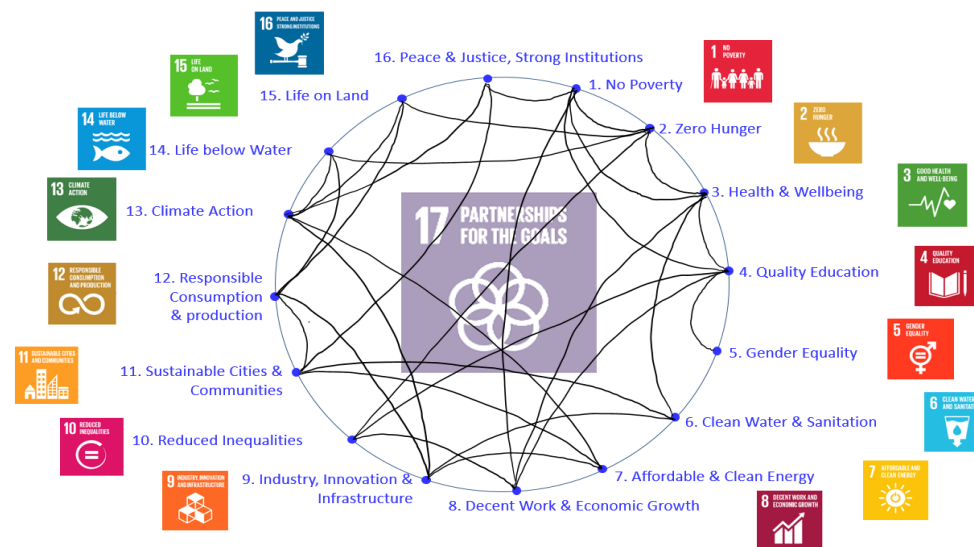 16 PEACE AND JUSTICE
STRONG INSTITUTIONS
15 LIFE
ON LAND
14 LIFE BELOW
WATER
13 CLIMATE
ACTION
12 RESPONSIBLE
CONSUMPTION
AND PRODUCTION
11 SUSTAINABLE CITIES
AND COMMUNITIES
10 REDUCED
INEQUALITIES
9 INDUSTRY, INNOVATION
AND INFRASTRUCTURE
1 NO
POVERTY
2 ZERO
HUNGER
3 GOOD HEALTH
AND WELL-BEING
4 QUALITY
EDUCATION
5 GENDER
EQUALITY
6 CLEAN WATER
AND
7 AFFORDABLE AND
CLEAN ENERGY
8 DECENT WORK AND
ECONOMIC GROWTH
16. Peace & Justice, Strong Institutions
1. No Poverty
2. Zero Hunger
3. Health & Wellbeing
4. Quality Education
5. Gender Equality
6. Clean Water & Sanitation
7. Affordable & Clean Energy
8. Decent Work & Economic Growth
9. Industry, Innovation &
Infrastructure
10. Reduced Inequalities
11. Sustainable Cities &
Communities
12. Responsible
Consumption
& production
13. Climate Action
14. Life below Water
15. Life on Land
17 PARTNERSHIPS
FOR THE GOALS